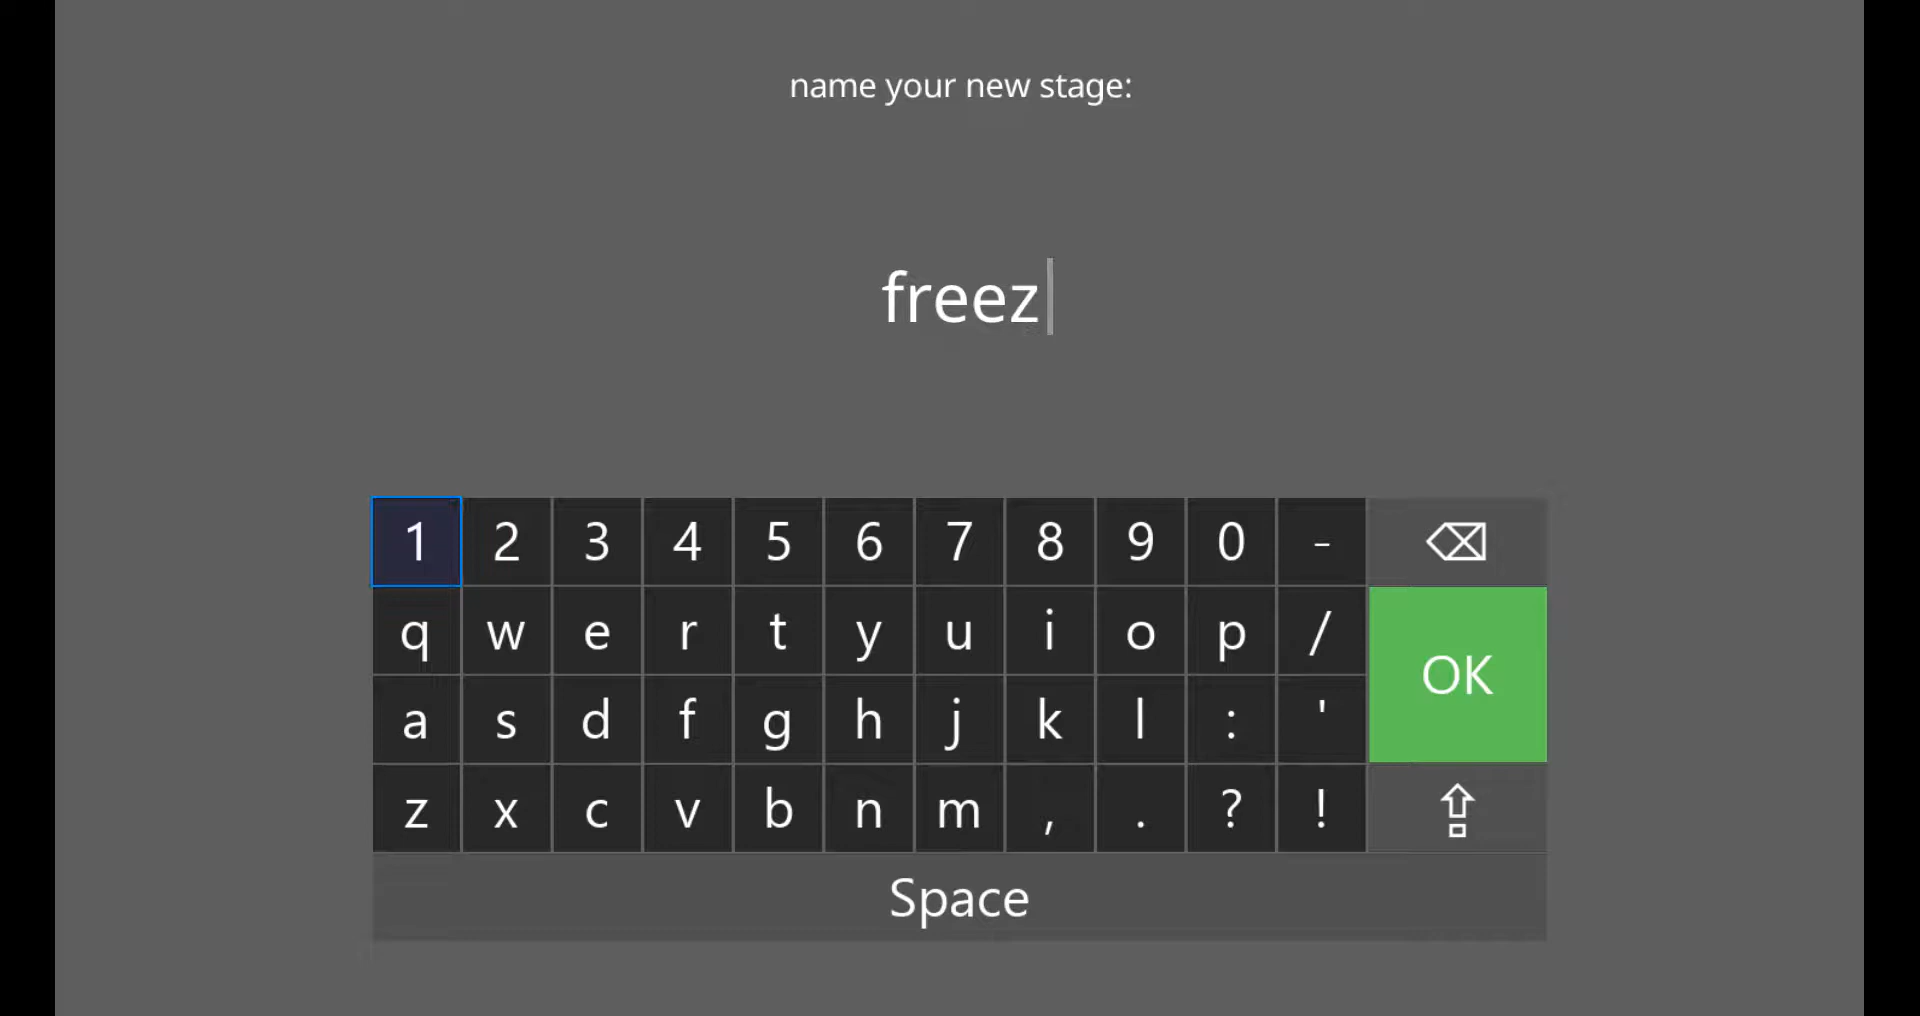 name your new stage:
freez
1 2 3 4 5 6 7 8 9 0 -
q w e r t y u i o p /
OK
a s d f g h j k l : '
z x c v b n m , . ? !
Space